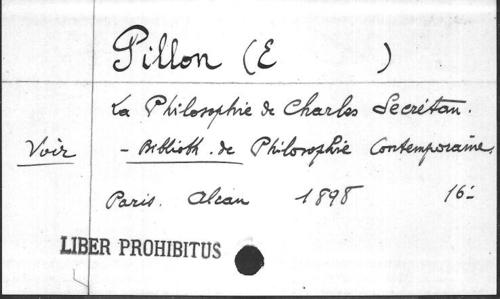 Pillon (E )
La Philosophie de Charles Secrétan.
Voir - Biblioth. de Philosophie Contemporaine,
Paris. Alcan 1898 16-
LIBER PROHIBITUS